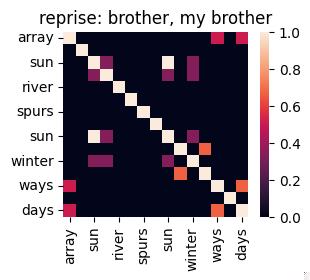 reprise: brother, my brother
array
sun
river
spurs
sun
winter
ways
days
1.0
0.8
0.6
0.4
0.2
0.0
array
sun
river
spurs
sun
winter
ways
days